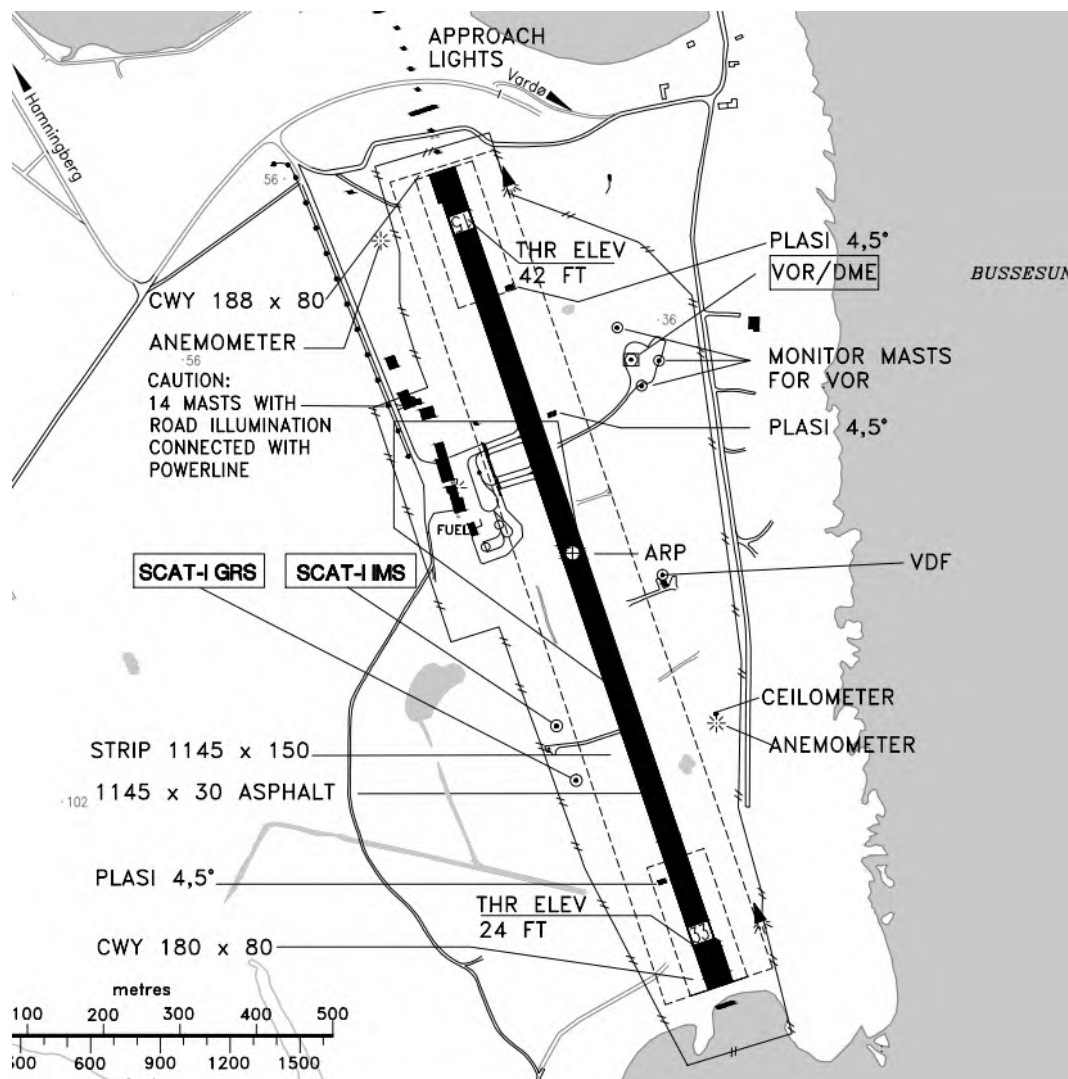 APPROACH
LIGHTS
Vardø
Hamningberg
56
THR ELEV
42 FT
PLASI 4,5°
VOR/DME
BUSSESUN
CWY 188 x 80
ANEMOMETER
36
56
MONITOR MASTS
FOR VOR
CAUTION:
14 MASTS WITH
ROAD ILLUMINATION
CONNECTED WITH
POWERLINE
PLASI 4,5°
FUEL
ARP
VDF
SCAT-I GRS
SCAT-I IMS
CEILOMETER
ANEMOMETER
STRIP 1145 x 150
102
1145 x 30 ASPHALT
PLASI 4,5°
THR ELEV
24 FT
33
CWY 180 x 80
metres
100 200 300 400 500
500 600 900 1200 1500